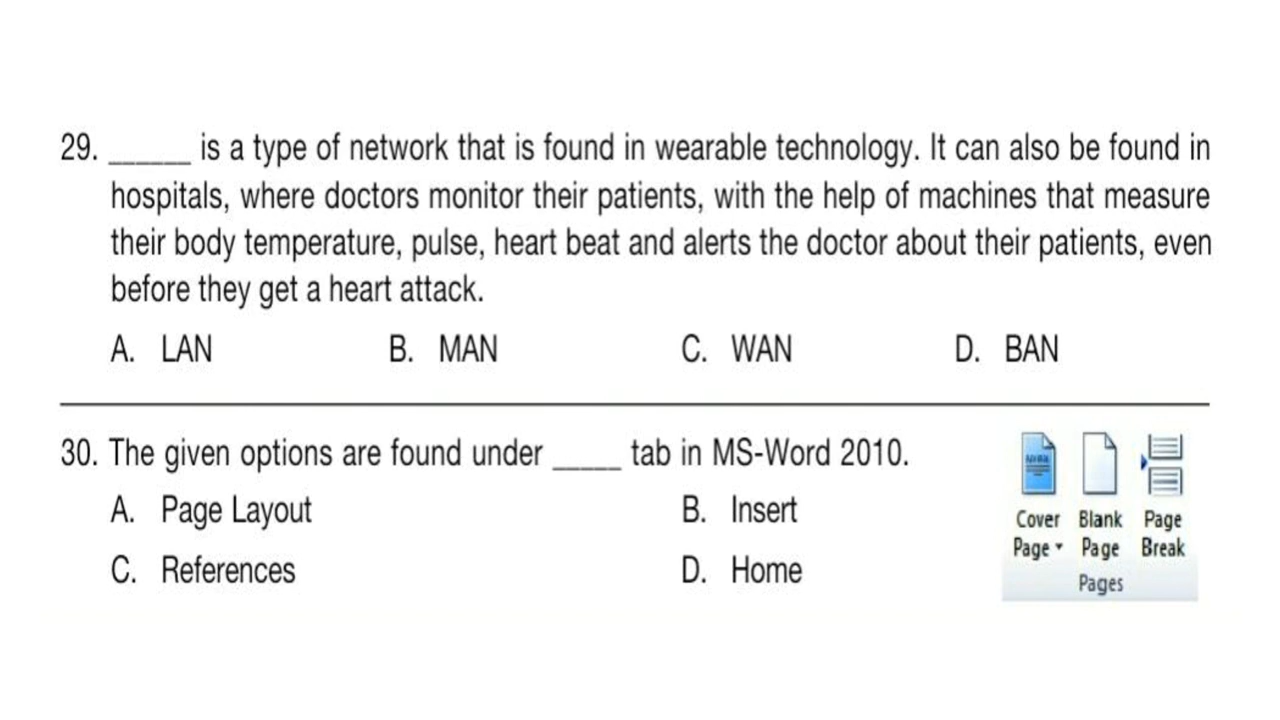 29. ______ is a type of network that is found in wearable technology. It can also be found in
hospitals, where doctors monitor their patients, with the help of machines that measure
their body temperature, pulse, heart beat and alerts the doctor about their patients, even
before they get a heart attack.
A. LAN B. MAN C. WAN D. BAN
30. The given options are found under _____ tab in MS-Word 2010.
A. Page Layout B. Insert
C. References D. Home
Cover Blank Page
Page Page Break
Pages